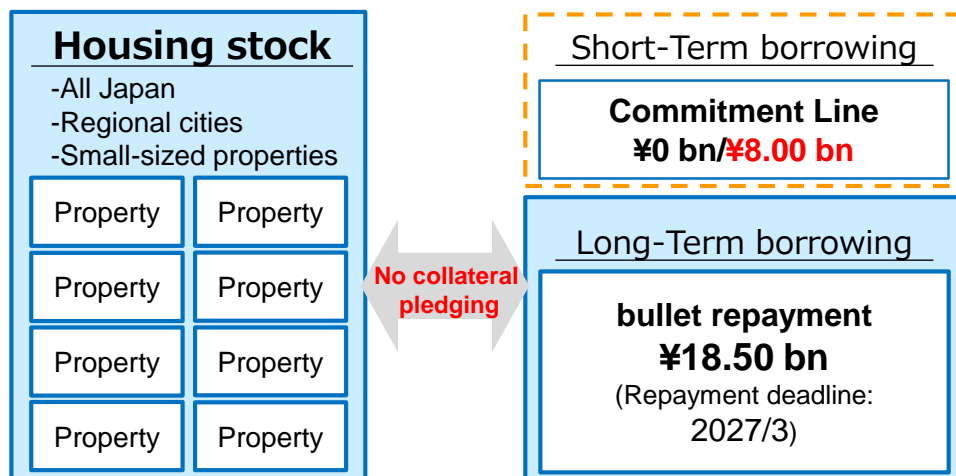 Housing stock
-All Japan
-Regional cities
-Small-sized properties
Property Property
Property Property
Property Property
Property Property
No collateral
pledging
Short-Term borrowing
Commitment Line
¥0 bn/¥8.00 bn
Long-Term borrowing
bullet repayment
¥18.50 bn
(Repayment deadline:
2027/3)